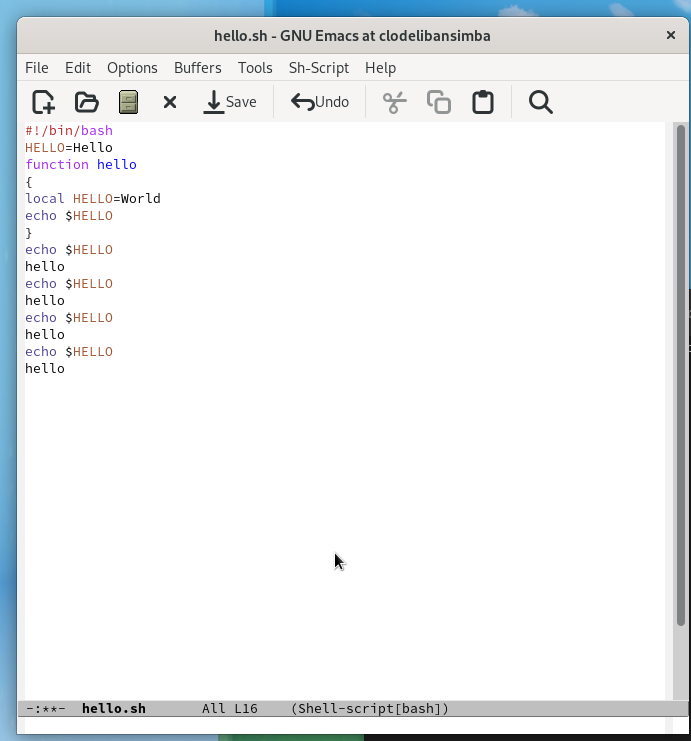 hello.sh - GNU Emacs at clodelibansimba
File Edit Options Buffers Tools Sh-Script Help
Save Undo
#!/bin/bash
HELLO=Hello
function hello
{
local HELLO=World
echo $HELLO
}
echo $HELLO
hello
echo $HELLO
hello
echo $HELLO
hello
echo $HELLO
hello
-:**- hello.sh All L16 (Shell-script[bash])